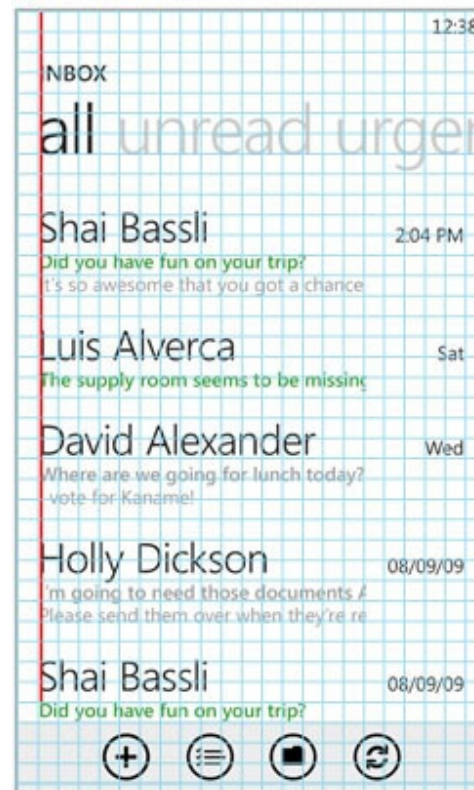 12:38
INBOX
all unread urgen
Shai Bassli 2:04 PM
Did you have fun on your trip?
It's so awesome that you got a chance
Luis Alverca Sat
The supply room seems to be missing
David Alexander Wed
Where are we going for lunch today?
I vote for Kaname!
Holly Dickson 08/09/09
I'm going to need those documents A
Please send them over when they're re
Shai Bassli 08/09/09
Did you have fun on your trip?